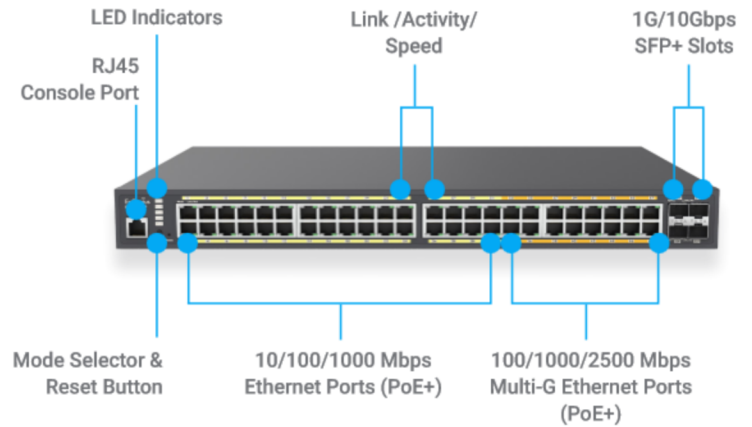 LED Indicators
Link /Activity/
Speed
1G/10Gbps
SFP+ Slots
RJ45
Console Port
Mode Selector &
Reset Button
10/100/1000 Mbps
Ethernet Ports (PoE+)
100/1000/2500 Mbps
Multi-G Ethernet Ports
(PoE+)